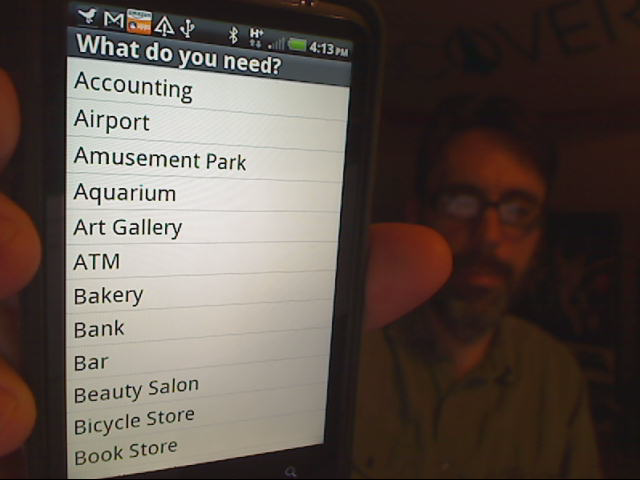 H+
4:13 PM
What do you need?
Accounting
Airport
Amusement Park
Aquarium
Art Gallery
ATM
Bakery
Bank
Bar
Beauty Salon
Bicycle Store
Book Store